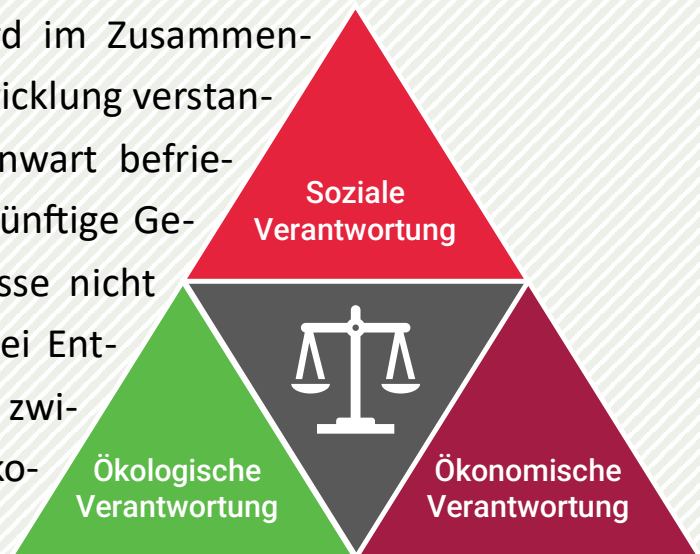 rd im Zusammen-
icklung verstan-
nwart befrie-
ünftige Ge-
sse nicht
ei Ent-
zwi-
ko-
Soziale
Verantwortung
Ökologische
Verantwortung
Ökonomische
Verantwortung